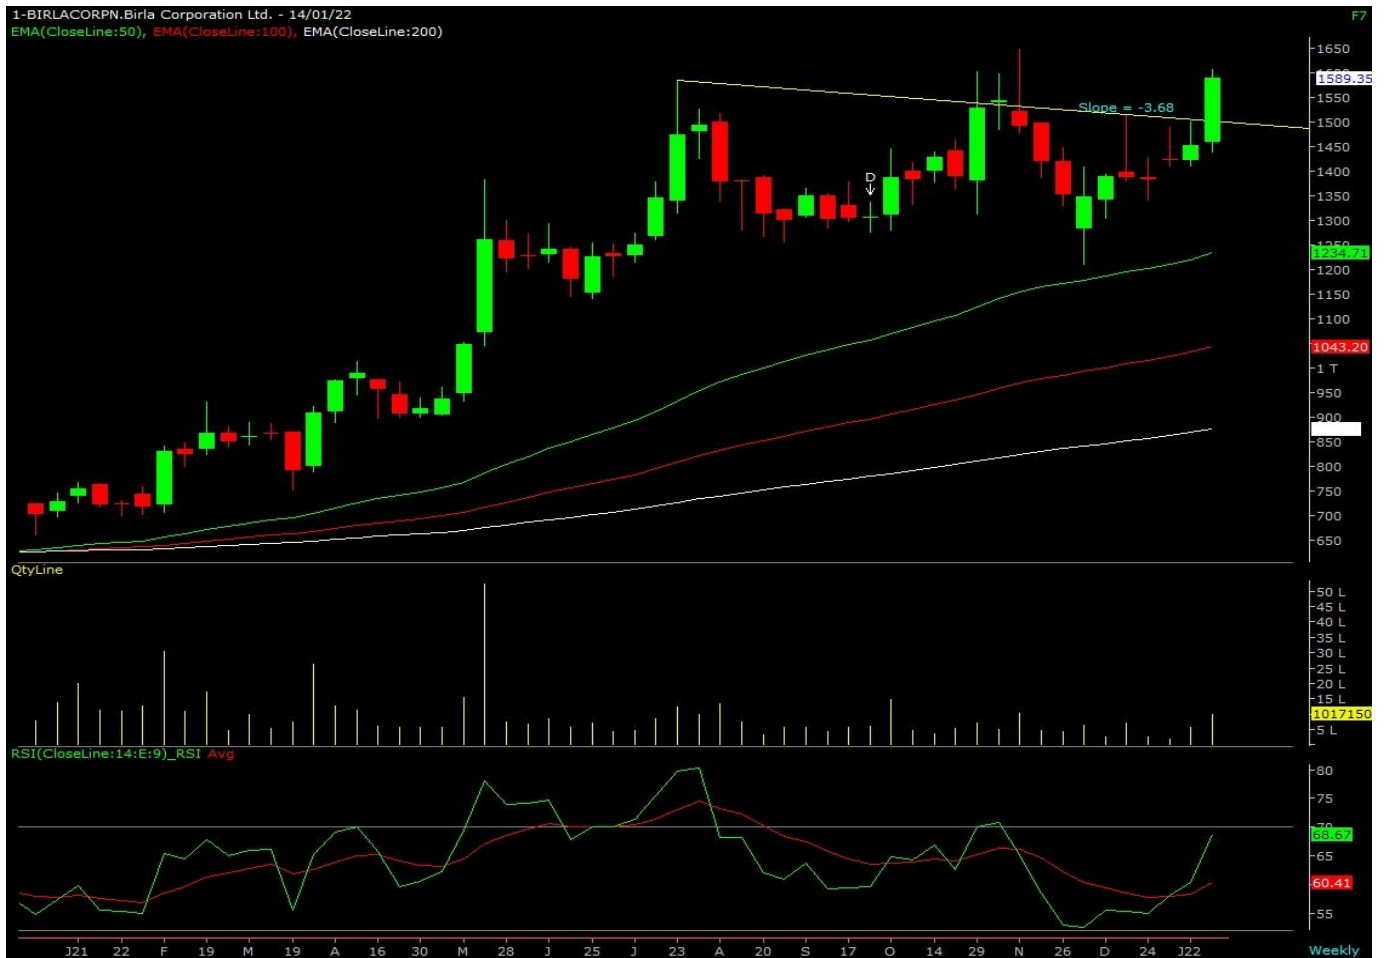 1-BIRLACORPN.Birla Corporation Ltd. - 14/01/22
F7
EMA(CloseLine:50), EMA(CloseLine:100), EMA(CloseLine:200)
1650
1589.35
1550
Slope = -3.68
1500
1450
1400
1350
D
1300
1234.71
1200
1150
1100
1043.20
1 T
950
900
850
800
750
700
650
QtyLine
50 L
45 L
40 L
35 L
30 L
25 L
20 L
15 L
1017150
5 L
RSI(CloseLine:14:E:9)_RSI Avg
80
75
68.67
65
60.41
55
J21 22 F 19 M 19 A 16 30 M 28 J 25 J 23 A 20 S 17 O 14 29 N 26 D 24 J22
Weekly